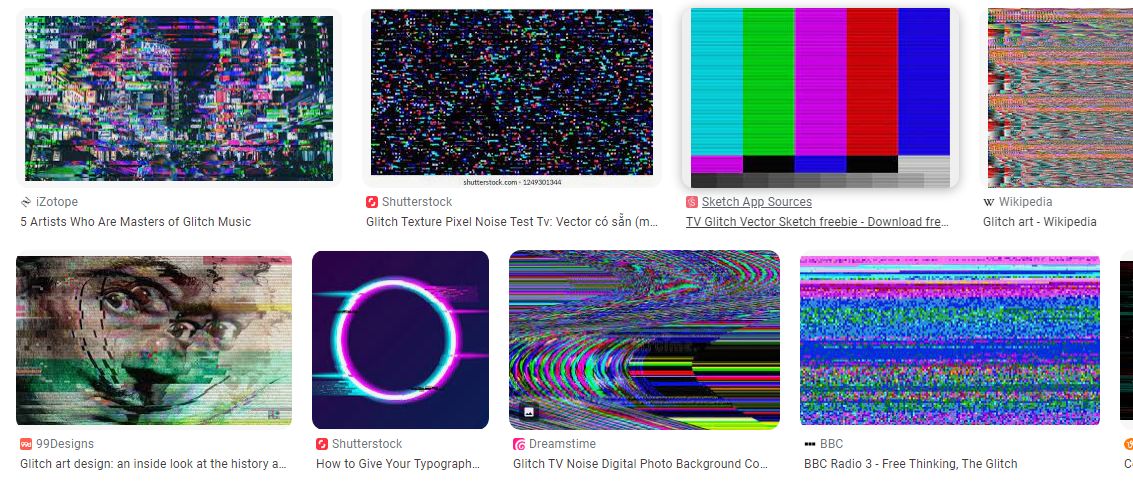 shutterstock.com · 1249301344
iZotope
5 Artists Who Are Masters of Glitch Music
Shutterstock
Glitch Texture Pixel Noise Test Tv: Vector có sẵn (m...
Sketch App Sources
TV Glitch Vector Sketch freebie - Download fre...
W Wikipedia
Glitch art - Wikipedia
99Designs
Glitch art design: an inside look at the history a...
Shutterstock
How to Give Your Typograph...
Dreamstime
Glitch TV Noise Digital Photo Background Co...
BBC
BBC Radio 3 - Free Thinking, The Glitch